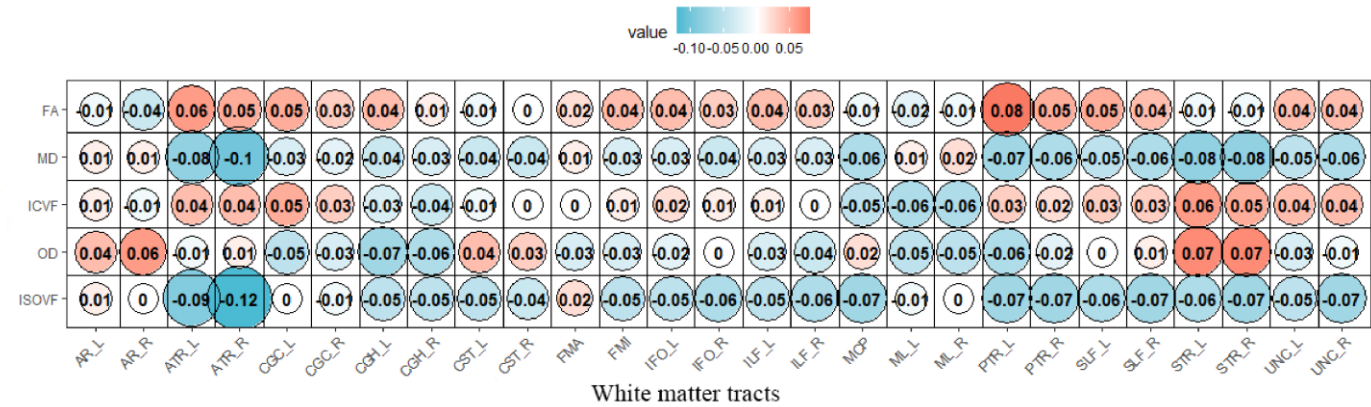 value
-0.10 -0.05 0.00 0.05
FA -0.01 -0.04 0.06 0.05 0.05 0.03 0.04 0.01 -0.01 0 0.02 0.04 0.04 0.03 0.04 0.03 -0.01 -0.02 -0.01 0.08 0.05 0.05 0.04 -0.01 -0.01 0.04 0.04
MD 0.01 0.01 -0.08 -0.1 -0.03 -0.02 -0.04 -0.03 -0.04 -0.04 0.01 -0.03 -0.03 -0.04 -0.03 -0.03 -0.06 0.01 0.02 -0.07 -0.06 -0.05 -0.06 -0.08 -0.08 -0.05 -0.06
ICVF 0.01 -0.01 0.04 0.04 0.05 0.03 -0.03 -0.04 -0.01 0 0 0.01 0.02 0.01 0.01 0 -0.05 -0.06 -0.06 0.03 0.02 0.03 0.03 0.06 0.05 0.04 0.04
OD 0.04 0.06 -0.01 0.01 -0.05 -0.03 -0.07 -0.06 0.04 0.03 -0.03 -0.03 -0.02 0 -0.03 -0.04 0.02 -0.05 -0.05 -0.06 -0.02 0 0.01 0.07 0.07 -0.03 -0.01
ISOVF 0.01 0 -0.09 -0.12 0 -0.01 -0.05 -0.05 -0.05 -0.04 0.02 -0.05 -0.05 -0.06 -0.05 -0.06 -0.07 -0.01 0 -0.07 -0.07 -0.06 -0.07 -0.06 -0.07 -0.05 -0.07
AR_L AR_R ATR_L ATR_R CGC_L CGC_R CGH_L CGH_R CST_L CST_R FMA FMI IFO_L IFO_R ILF_L ILF_R MCP ML_L ML_R PTR_L PTR_R SLF_L SLF_R STR_L STR_R UNC_L UNC_R
White matter tracts